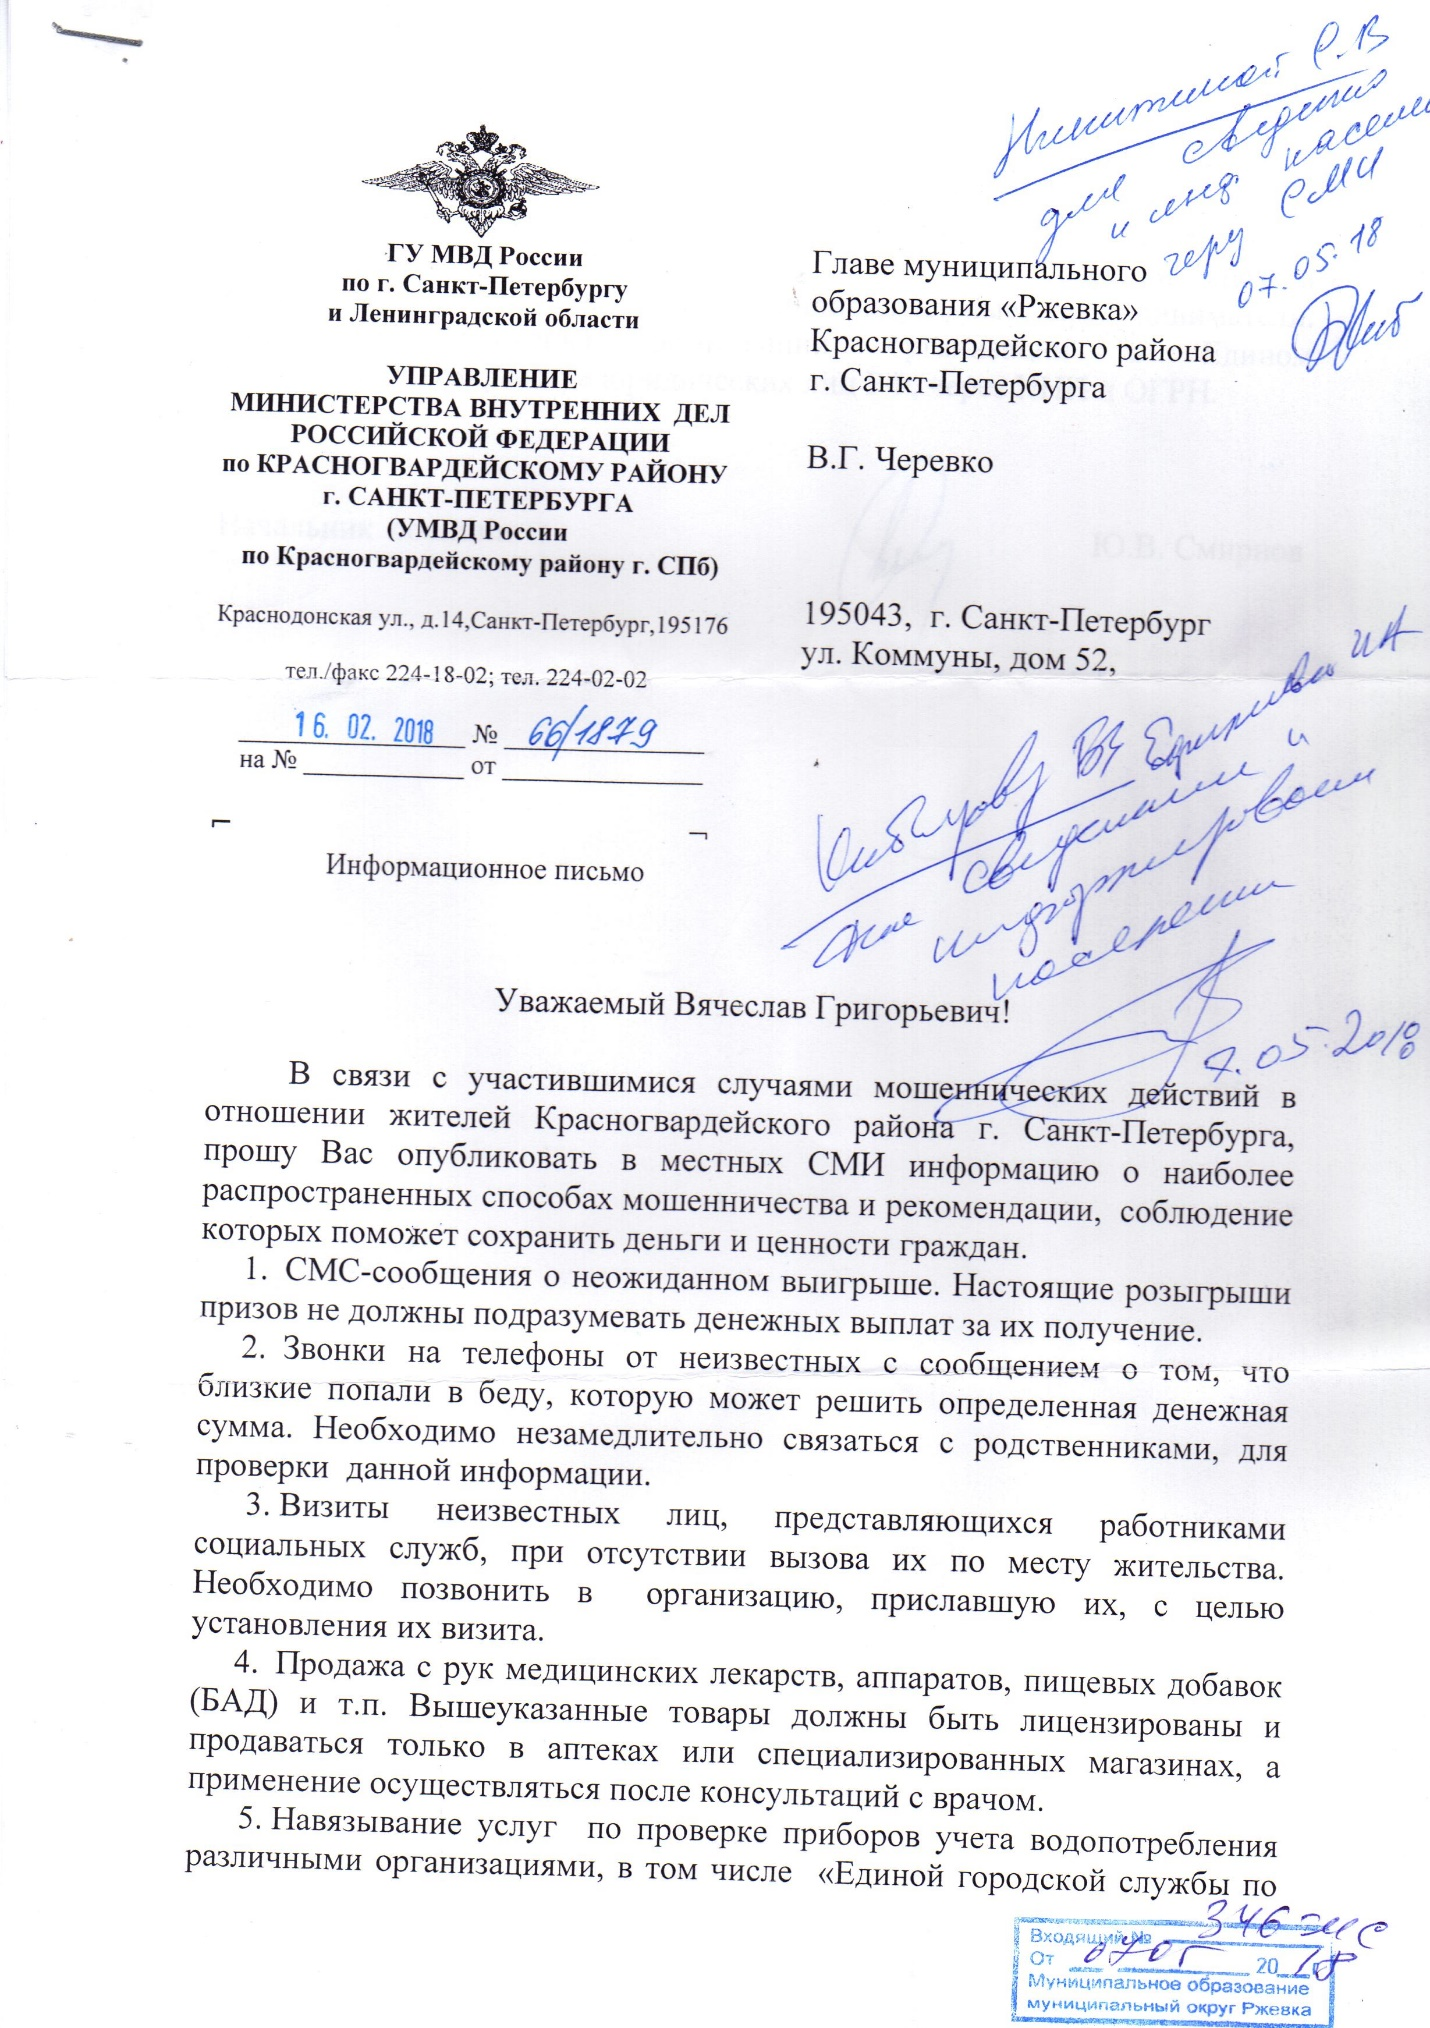 ГУ МВД России
по г. Санкт-Петербургу
и Ленинградской области
УПРАВЛЕНИЕ
МИНИСТЕРСТВА ВНУТРЕННИХ ДЕЛ
РОССИЙСКОЙ ФЕДЕРАЦИИ
по КРАСНОГВАРДЕЙСКОМУ РАЙОНУ
г. САНКТ-ПЕТЕРБУРГА
(УМВД России
по Красногвардейскому району г. СПб)
Краснодонская ул., д.14,Санкт-Петербург,195176
тел./факс 224-18-02; тел. 224-02-02
16. 02. 2018 № 66/1879
на № от
Информационное письмо
С.В
для
и
населен
СМИ
07.05.18
Главе муниципального
образования «Ржевка»
Красногвардейского района
г. Санкт-Петербурга
В.Г. Черевко
195043, г. Санкт-Петербург
ул. Коммуны, дом 52,
и
7.05.2018
Уважаемый Вячеслав Григорьевич!
В связи с участившимися случаями мошеннических действий в
отношении жителей Красногвардейского района г. Санкт-Петербурга,
прошу Вас опубликовать в местных СМИ информацию о наиболее
распространенных способах мошенничества и рекомендации, соблюдение
которых поможет сохранить деньги и ценности граждан.
1. СМС-сообщения о неожиданном выигрыше. Настоящие розыгрыши
призов не должны подразумевать денежных выплат за их получение.
2. Звонки на телефоны от неизвестных с сообщением о том, что
близкие попали в беду, которую может решить определенная денежная
сумма. Необходимо незамедлительно связаться с родственниками, для
проверки данной информации.
3. Визиты неизвестных лиц, представляющихся работниками
социальных служб, при отсутствии вызова их по месту жительства.
Необходимо позвонить в организацию, приславшую их, с целью
установления их визита.
4. Продажа с рук медицинских лекарств, аппаратов, пищевых добавок
(БАД) и т.п. Вышеуказанные товары должны быть лицензированы и
продаваться только в аптеках или специализированных магазинах, а
применение осуществляться после консультаций с врачом.
5. Навязывание услуг по проверке приборов учета водопотребления
различными организациями, в том числе «Единой городской службы по
Входящий № 346-МС
От 07 05 2018
Муниципальное образование
муниципальный округ Ржевка